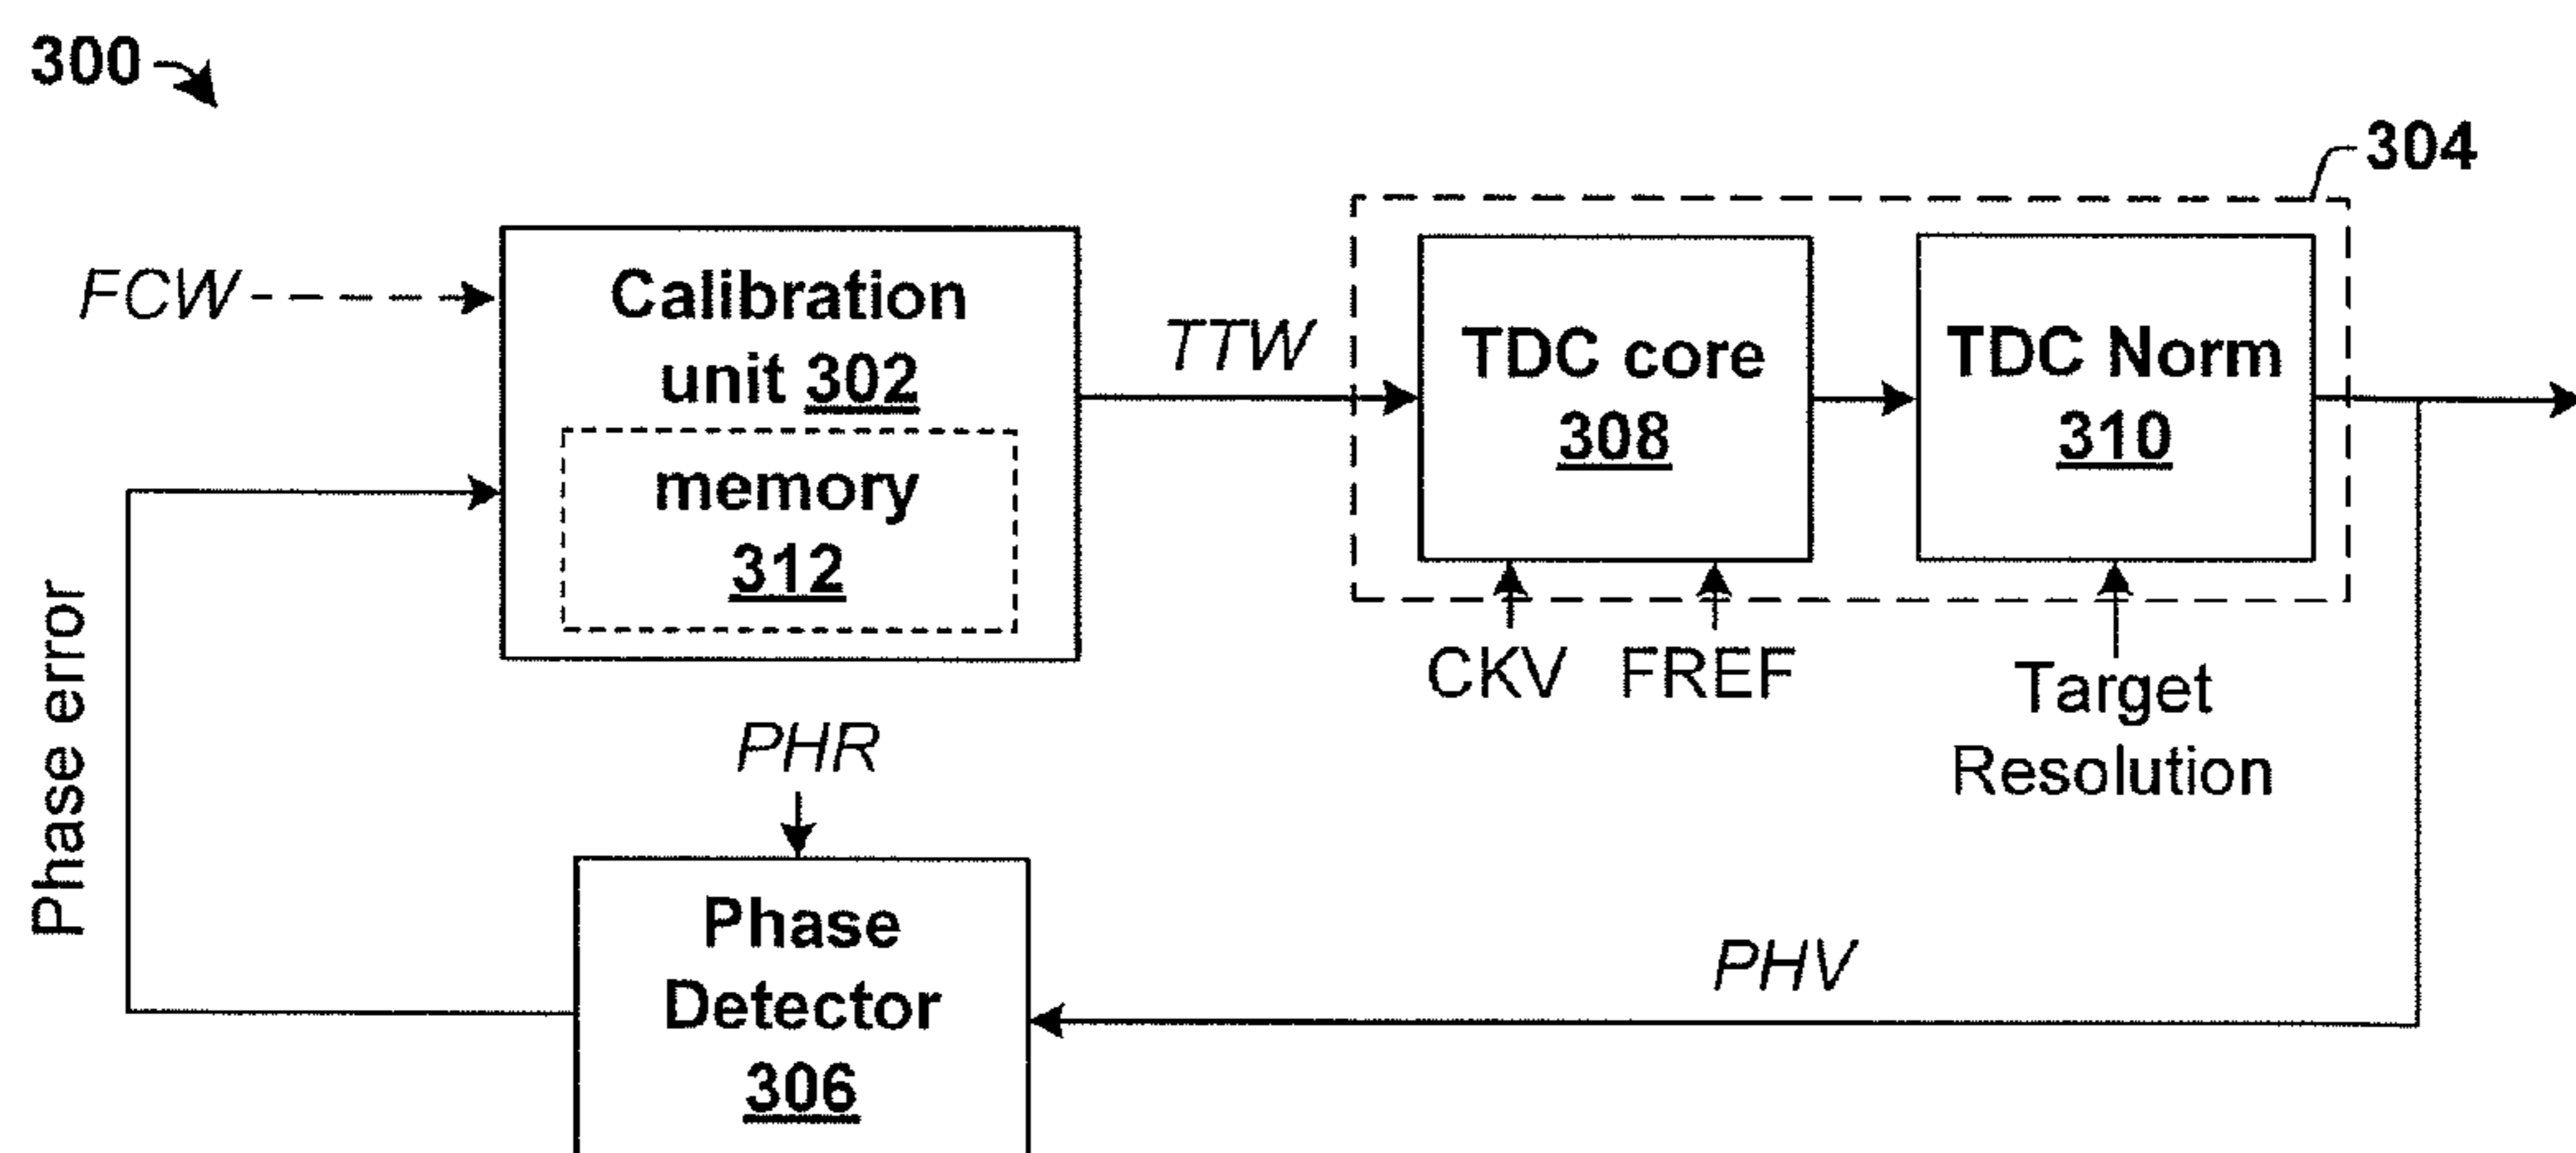 300
304
FCW
Calibration
unit 302
memory
312
TTW
TDC core
308
TDC Norm
310
CKV
FREF
Target
Resolution
Phase error
PHR
Phase
Detector
306
PHV